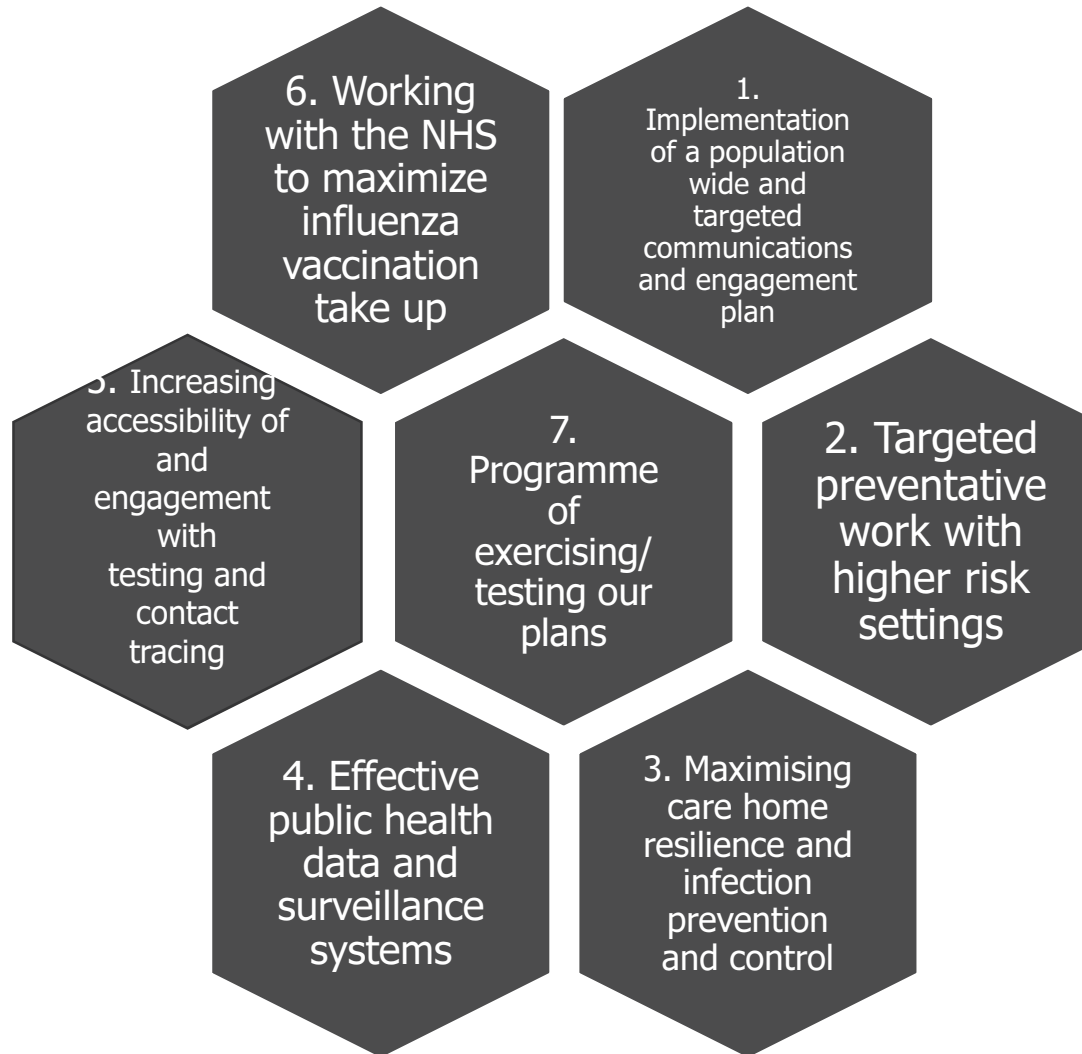 6. Working
with the NHS
to maximize
influenza
vaccination
take up
1.
Implementation
of a population
wide and
targeted
communications
and engagement
plan
5. Increasing
accessibility of
and
engagement
with
testing and
contact
tracing
7.
Programme
of
exercising/
testing our
plans
2. Targeted
preventative
work with
higher risk
settings
4. Effective
public health
data and
surveillance
systems
3. Maximising
care home
resilience and
infection
prevention
and control